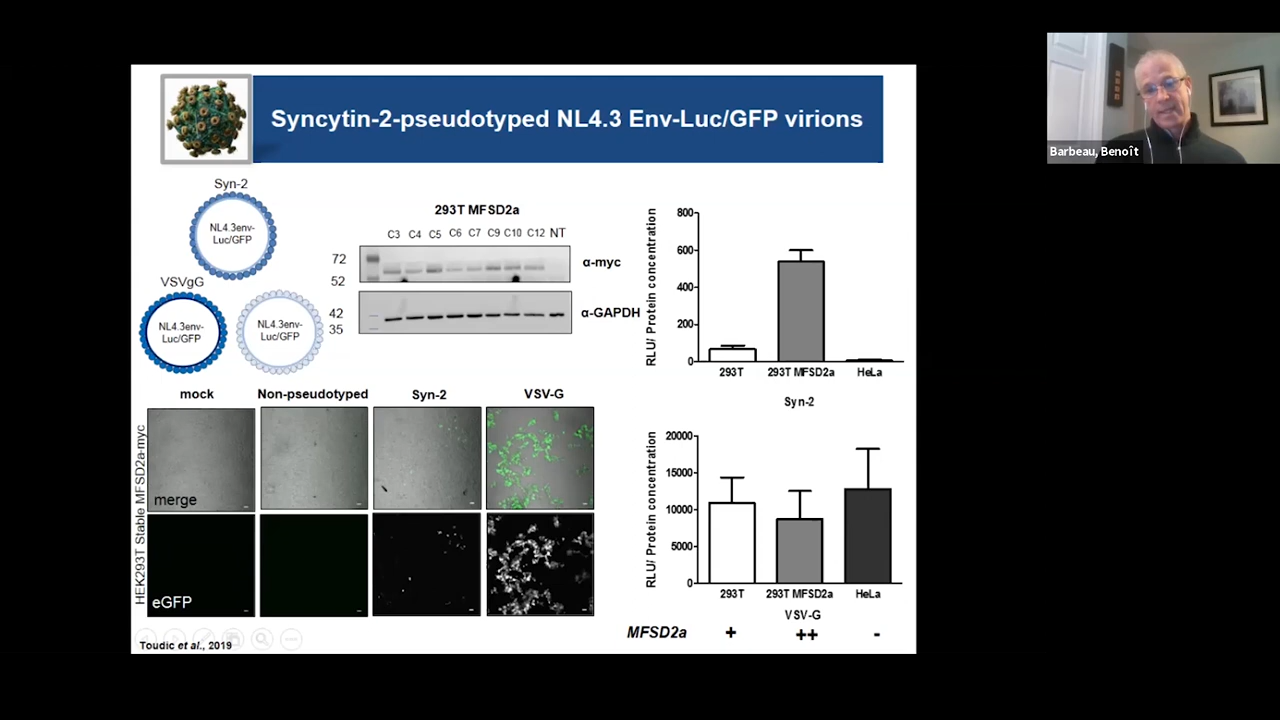 Syncytin-2-pseudotyped NL4.3 Env-Luc/GFP virions
Barbeau, Benoît
Syn-2
NL4.3env-
Luc/GFP
VSVgG
NL4.3env-
Luc/GFP
NL4.3env-
Luc/GFP
293T MFSD2a
C3 C4 C5 C6 C7 C9 C10 C12 NT
72
52
α-myc
42
35
α-GAPDH
mock
Non-pseudotyped
Syn-2
VSV-G
HEK293T Stable MFSD2a-myc
merge
eGFP
Toudic et al., 2019
RLU/ Protein concentration
800
600
400
200
0
293T
293T MFSD2a
HeLa
Syn-2
RLU/ Protein concentration
20000
15000
10000
5000
0
293T
293T MFSD2a
HeLa
VSV-G
MFSD2a + ++ -